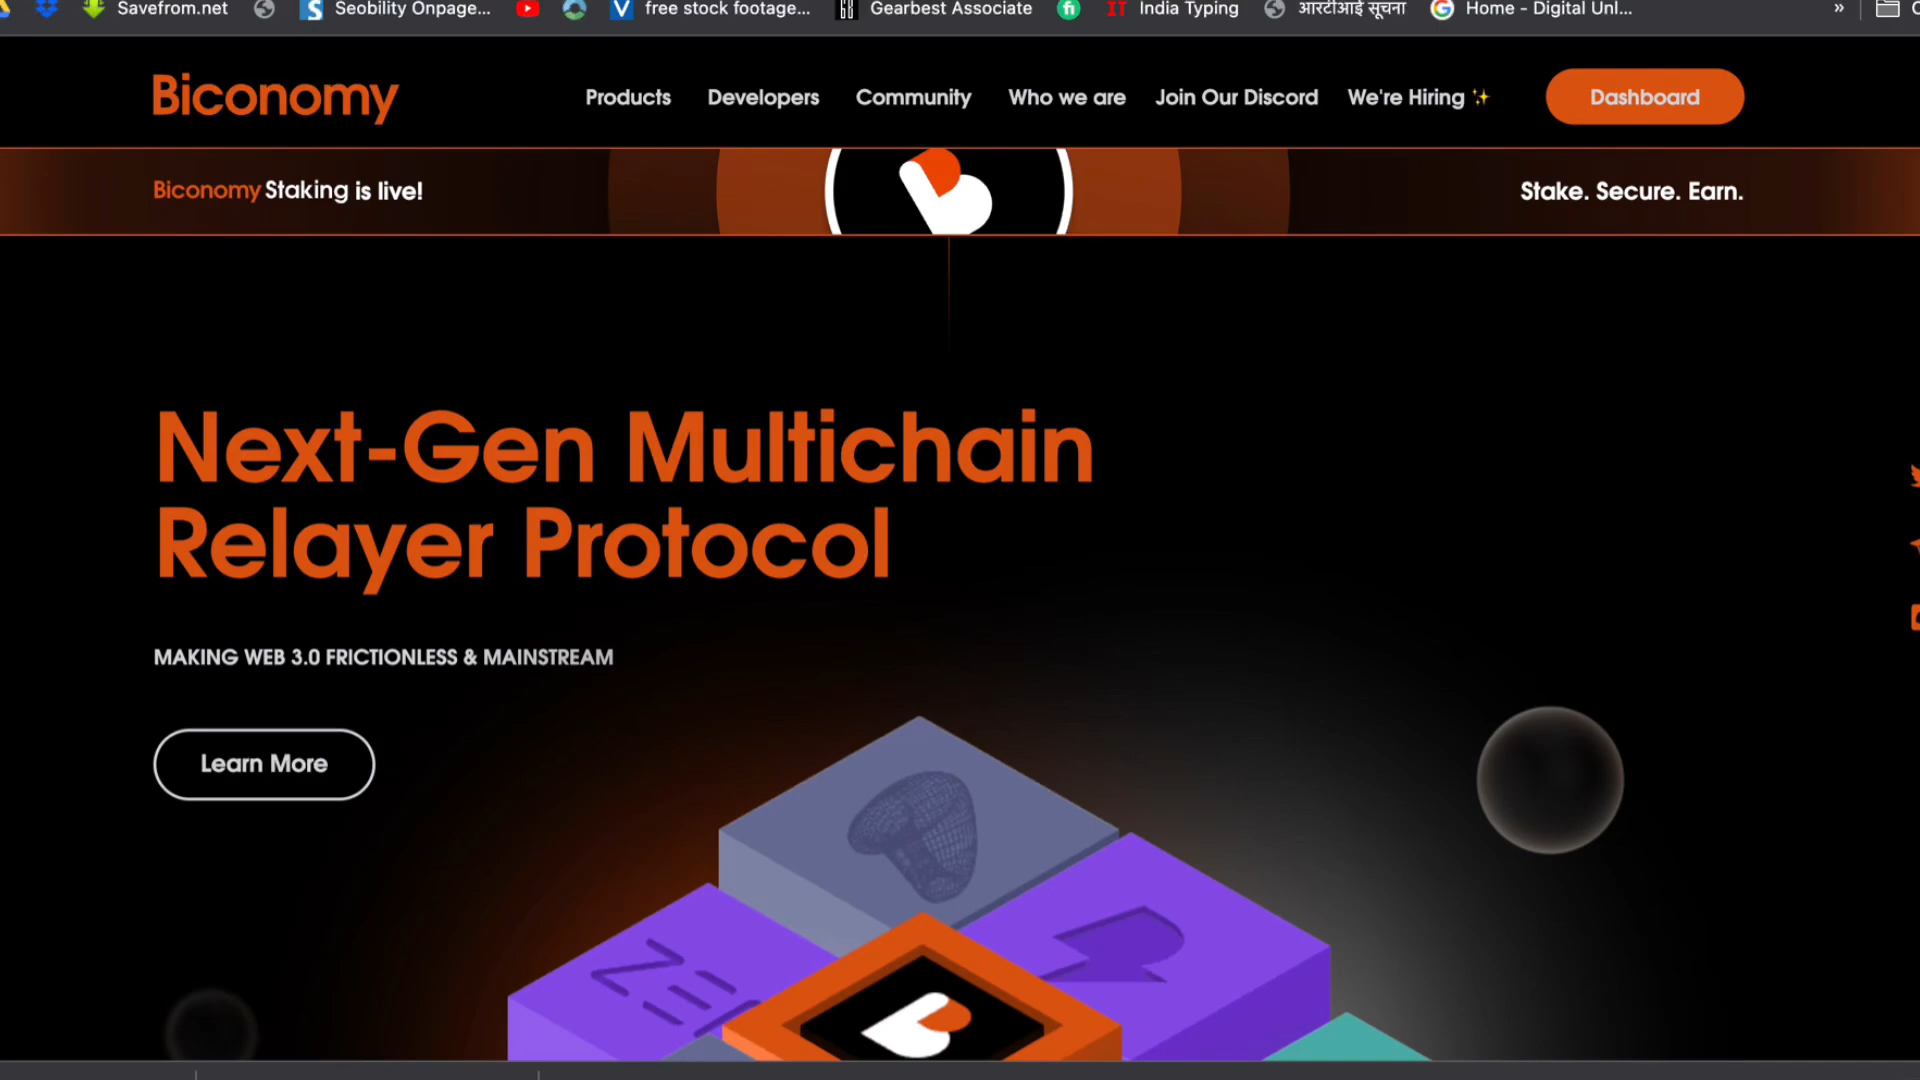 Savefrom.net Seobility Onpage... free stock footage... Gearbest Associate India Typing आरटीआई सूचना Home - Digital Unl... »
Biconomy Products Developers Community Who we are Join Our Discord We're Hiring ✨ Dashboard
Biconomy Staking is live! Stake. Secure. Earn.
Next-Gen Multichain
Relayer Protocol
MAKING WEB 3.0 FRICTIONLESS & MAINSTREAM
Learn More